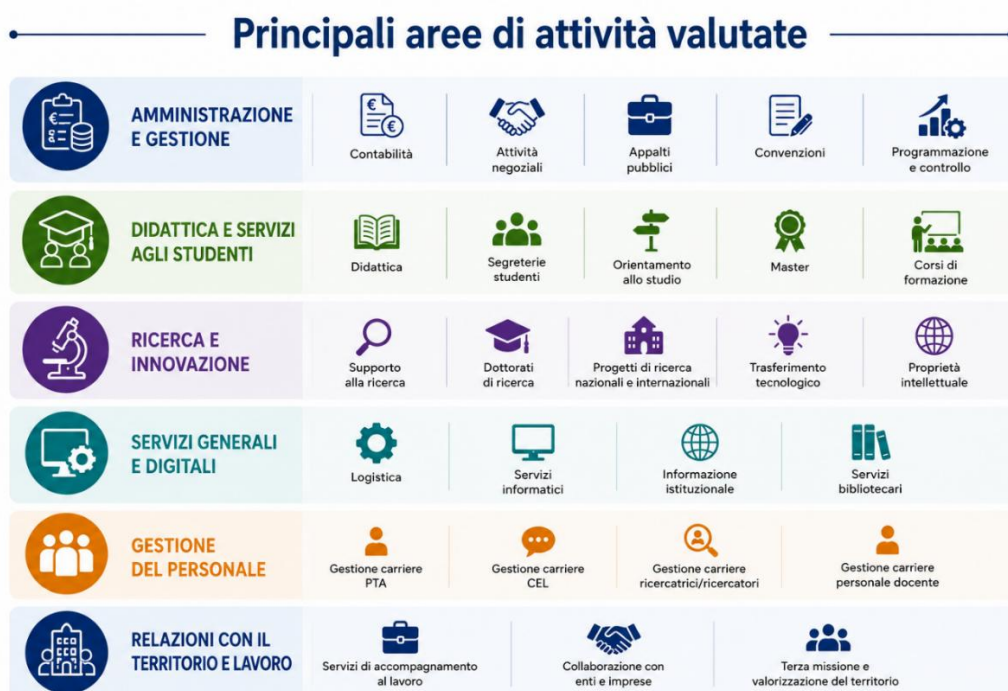 Principali aree di attività valutate
AMMINISTRAZIONE
E GESTIONE
Contabilità
Attività
negoziali
Appalti
pubblici
Convenzioni
Programmazione
e controllo
DIDATTICA E SERVIZI
AGLI STUDENTI
Didattica
Segreterie
studenti
Orientamento
allo studio
Master
Corsi di
formazione
RICERCA E
INNOVAZIONE
Supporto
alla ricerca
Dottorati
di ricerca
Progetti di ricerca
nazionali e internazionali
Trasferimento
tecnologico
Proprietà
intellettuale
SERVIZI GENERALI
E DIGITALI
Logistica
Servizi
informatici
Informazione
istituzionale
Servizi
bibliotecari
GESTIONE
DEL PERSONALE
Gestione carriere
PTA
Gestione carriere
CEL
Gestione carriere
ricercatrici/ricercatori
Gestione carriere
personale docente
RELAZIONI CON IL
TERRITORIO E LAVORO
Servizi di accompagnamento
al lavoro
Collaborazione con
enti e imprese
Terza missione e
valorizzazione del territorio